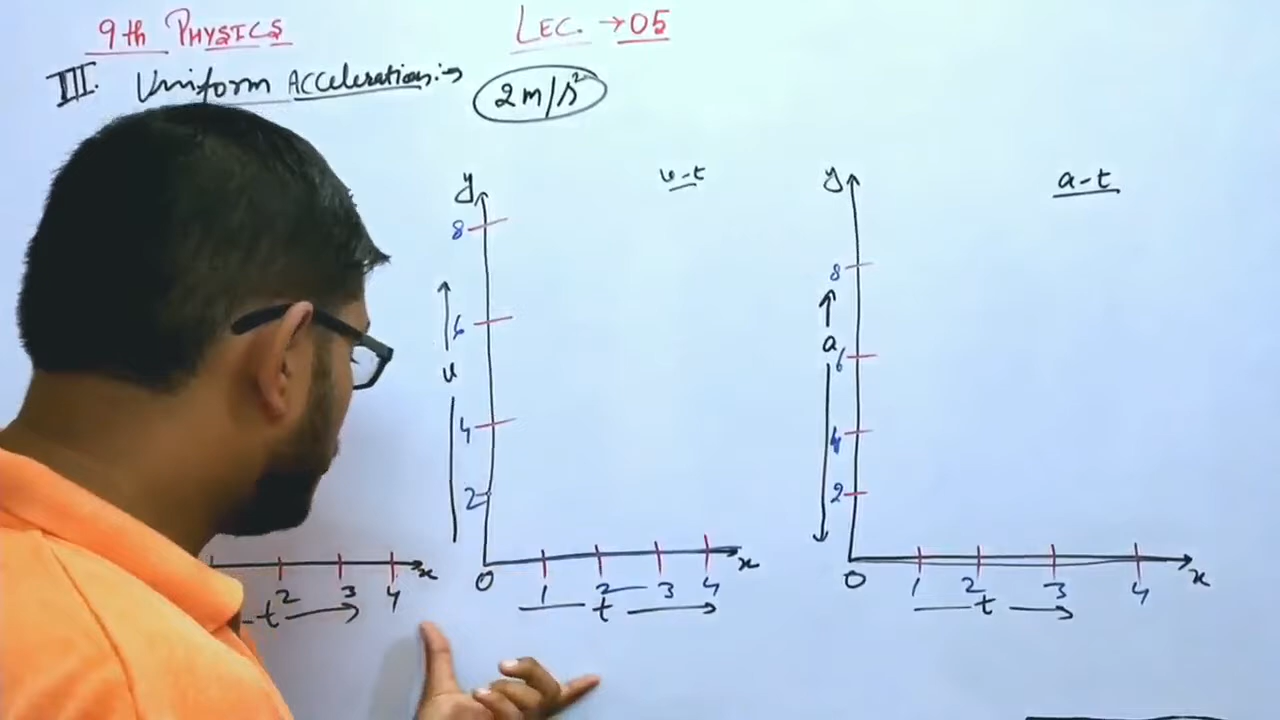 9th PHYSICS
LEC. → 05
III. Uniform Acceleration:→
2m/s²
y
v-t
8
6
v
4
2
0
1
2
3
4
x
t
y
a-t
8
a
6
4
2
0
1
2
3
4
x
t
2
3
4
x
t